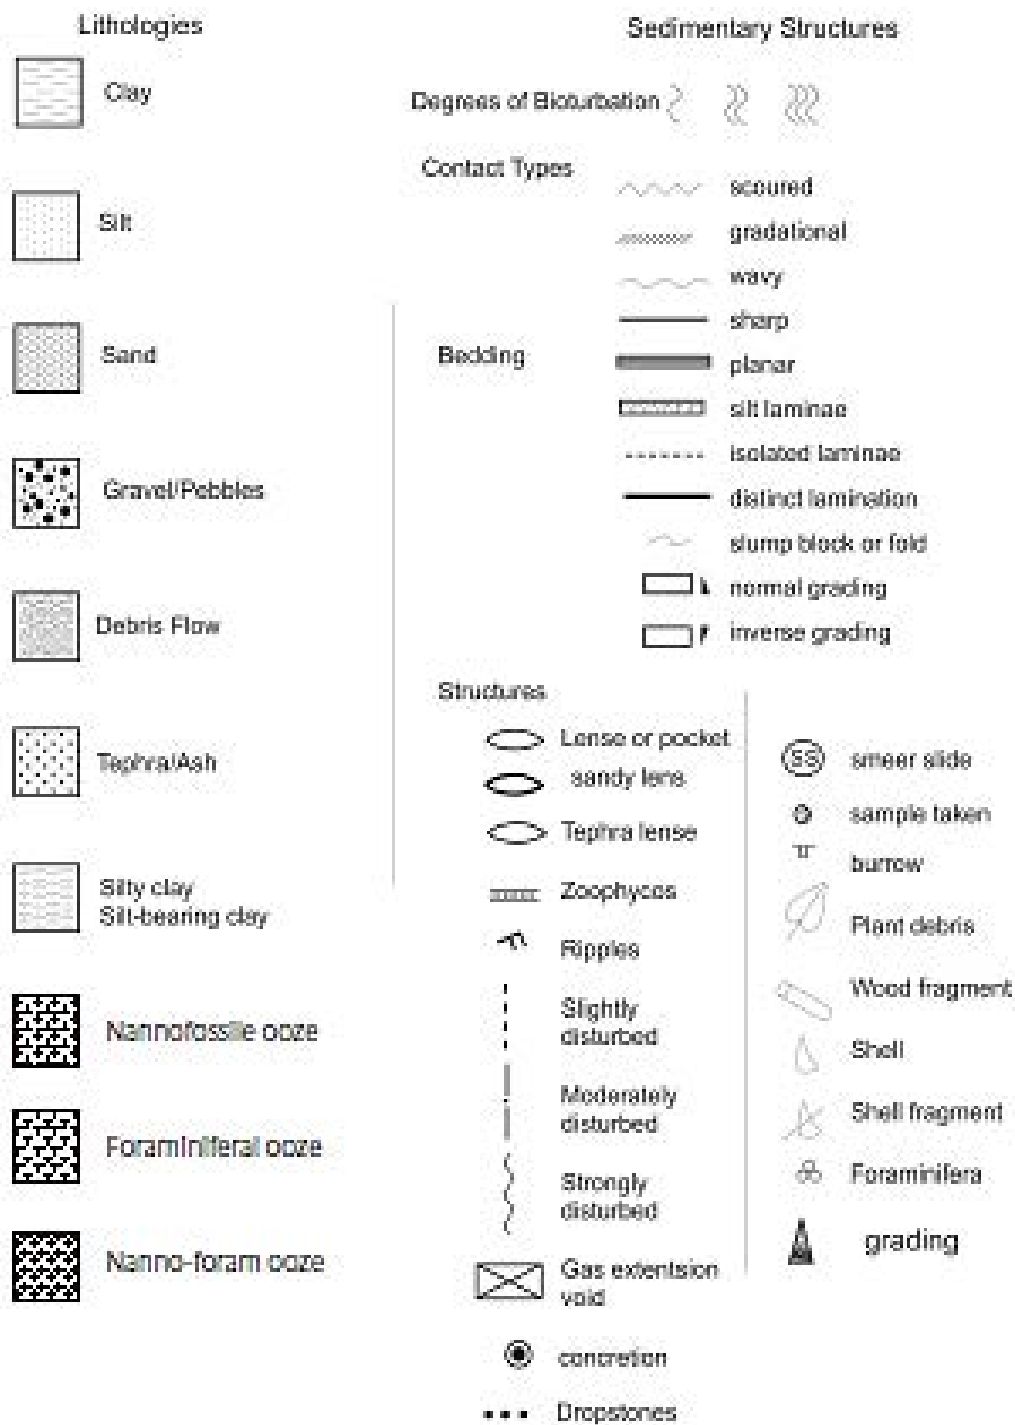 Lithologies
Clay
Silt
Sand
Gravel/Pebbles
Debris Flow
Tephra/Ash
Silty clay
Silt-bearing clay
Nannofossile ooze
Foraminiferal ooze
Nanno-foram ooze
Sedimentary Structures
Degrees of Bioturbation
Contact Types
scoured
gradational
wavy
sharp
Bedding
planar
silt laminae
isolated laminae
distinct lamination
slump block or fold
normal grading
inverse grading
Structures
Lense or pocket
sandy lens
Tephra lense
Zoophycos
Ripples
Slightly
disturbed
Moderately
disturbed
Strongly
disturbed
Gas extentsion
void
concretion
Dropstones
SS
smeer slide
sample taken
burrow
Plant debris
Wood fragment
Shell
Shell fragment
Foraminifera
grading